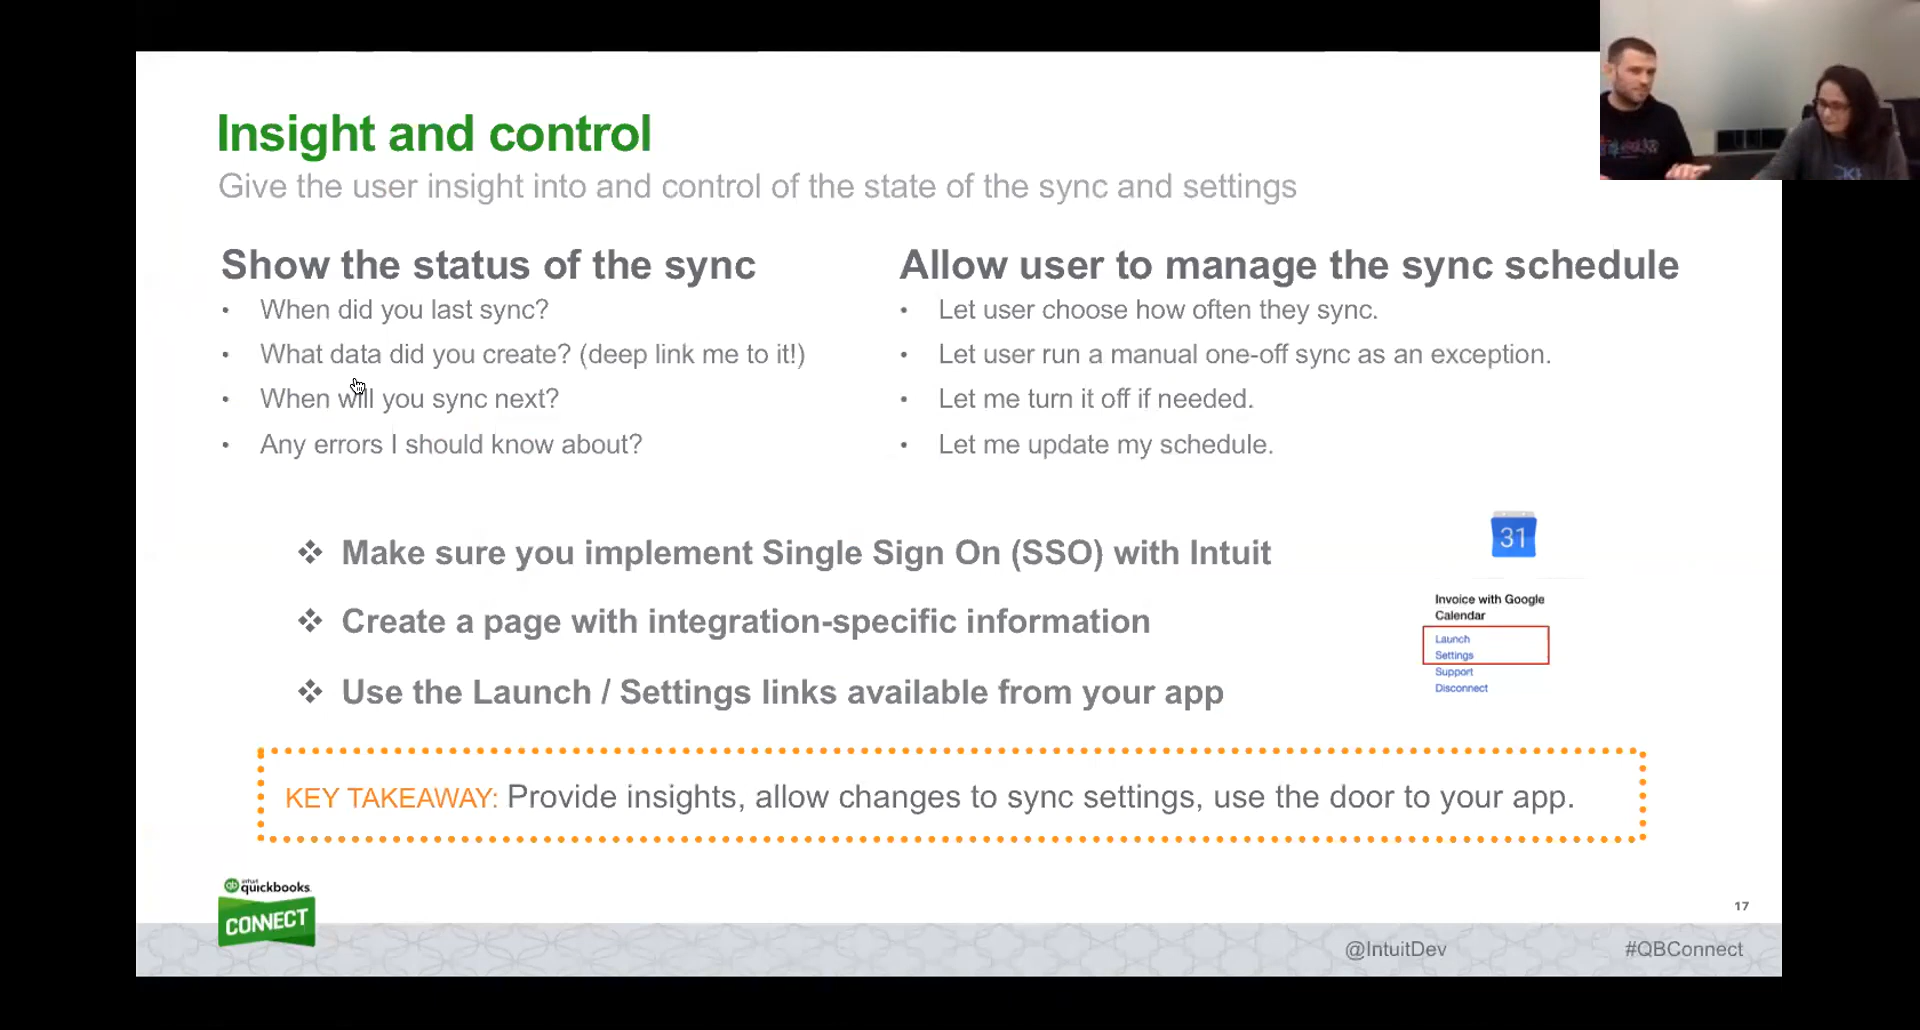 Insight and control
Give the user insight into and control of the state of the sync and settings
Show the status of the sync
• When did you last sync?
• What data did you create? (deep link me to it!)
• When will you sync next?
• Any errors I should know about?
Allow user to manage the sync schedule
• Let user choose how often they sync.
• Let user run a manual one-off sync as an exception.
• Let me turn it off if needed.
• Let me update my schedule.
❖ Make sure you implement Single Sign On (SSO) with Intuit
❖ Create a page with integration-specific information
❖ Use the Launch / Settings links available from your app
31
Invoice with Google
Calendar
Launch
Settings
Support
Disconnect
KEY TAKEAWAY: Provide insights, allow changes to sync settings, use the door to your app.
qb intuit
quickbooks.
CONNECT
17
@IntuitDev
#QBConnect